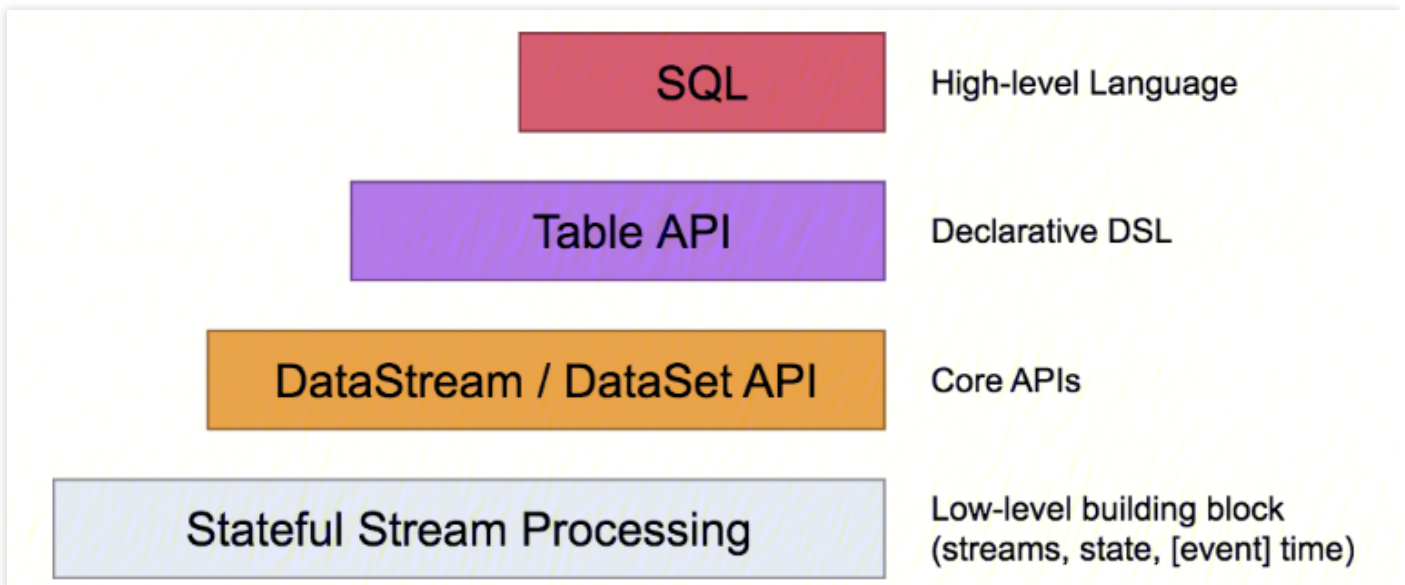 SQL
High-level Language
Table API
Declarative DSL
DataStream / DataSet API
Core APIs
Stateful Stream Processing
Low-level building block
(streams, state, [event] time)